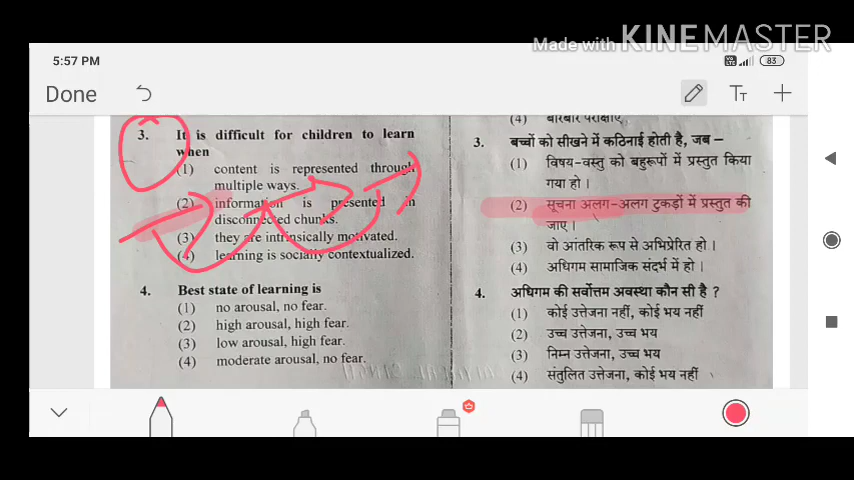 Made with KINEMASTER
5:57 PM
83
Done
3. It is difficult for children to learn
when
(1) content is represented through
multiple ways.
(2) information is presented in
disconnected chunks.
(3) they are intrinsically motivated.
(4) learning is socially contextualized.
4. Best state of learning is
(1) no arousal, no fear.
(2) high arousal, high fear.
(3) low arousal, high fear.
(4) moderate arousal, no fear.
(4) बारंबार परीक्षाएँ
3. बच्चों को सीखने में कठिनाई होती है, जब –
(1) विषय-वस्तु को बहुरूपों में प्रस्तुत किया
गया हो।
(2) सूचना अलग-अलग टुकड़ों में प्रस्तुत की
जाए।
(3) वो आंतरिक रूप से अभिप्रेरित हो।
(4) अधिगम सामाजिक संदर्भ में हो।
4. अधिगम की सर्वोत्तम अवस्था कौन सी है ?
(1) कोई उत्तेजना नहीं, कोई भय नहीं
(2) उच्च उत्तेजना, उच्च भय
(3) निम्न उत्तेजना, उच्च भय
(4) संतुलित उत्तेजना, कोई भय नहीं